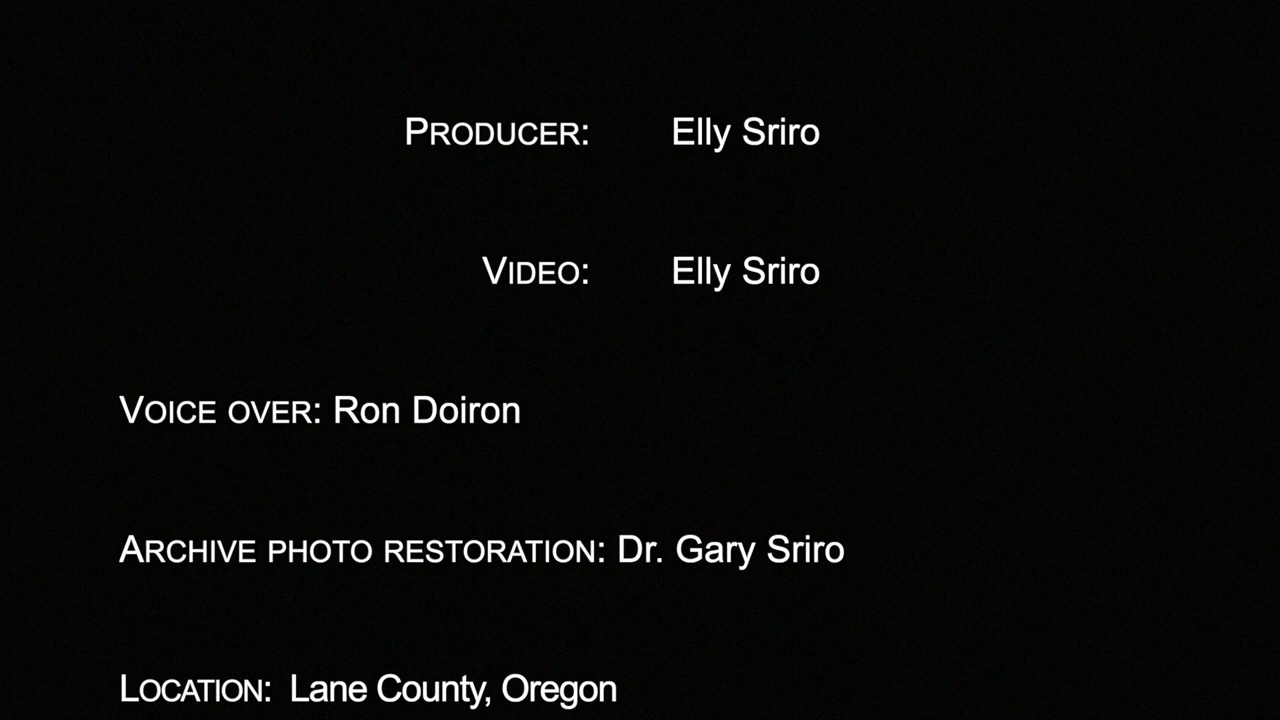 PRODUCER: Elly Sriro
VIDEO: Elly Sriro
VOICE OVER: Ron Doiron
ARCHIVE PHOTO RESTORATION: Dr. Gary Sriro
LOCATION: Lane County, Oregon